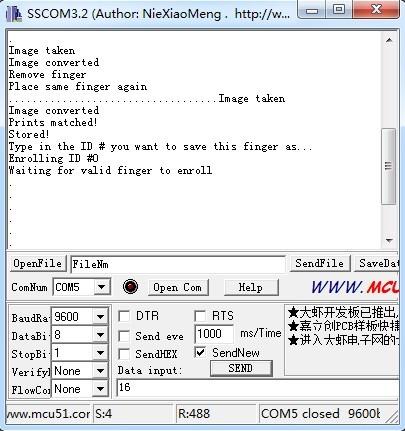 SSCOM3.2 (Author: NieXiaoMeng . http://w...
.
Image taken
Image converted
Remove finger
Place same finger again
...................................Image taken
Image converted
Prints matched!
Stored!
Type in the ID # you want to save this finger as...
Enrolling ID #0
Waiting for valid finger to enroll
.
.
.
.
OpenFile FileNm SendFile SaveDat
ComNum COM5 Open Com Help WWW.MCU
BaudRa 9600 DTR RTS
DataBi 8 Send eve 1000 ms/Time
StopBi 1 SendHEX SendNew
Verify None Data input: SEND
FlowCon None 16
★大虾开发板已推出,
★嘉立创PCB样板快捷
★进入大虾电子网的
www.mcu51.cor S:4 R:488 COM5 closed 9600b